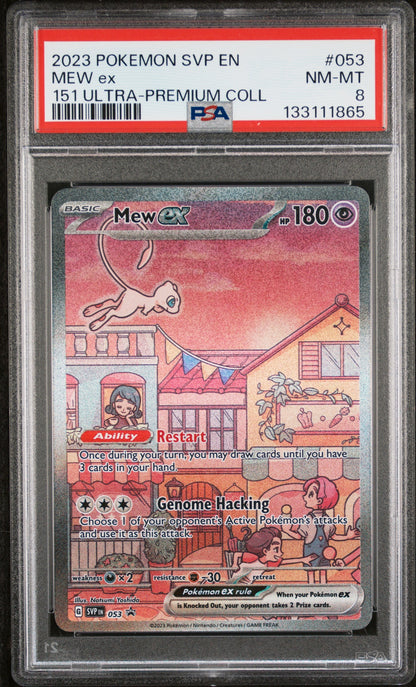 2023 POKEMON SVP EN #053
MEW ex NM-MT
151 ULTRA-PREMIUM COLL 8
PSA 133111865
BASIC Mew ex HP 180
Ability Restart
Once during your turn, you may draw cards until you have
3 cards in your hand.
Genome Hacking
Choose 1 of your opponent's Active Pokémon's attacks
and use it as this attack.
weakness ×2 resistance -30 retreat
Pokémon ex rule When your Pokémon ex
is Knocked Out, your opponent takes 2 Prize cards.
Illus. Natsumi Yoshida
G SVP EN 053
©2023 Pokémon / Nintendo / Creatures / GAME FREAK